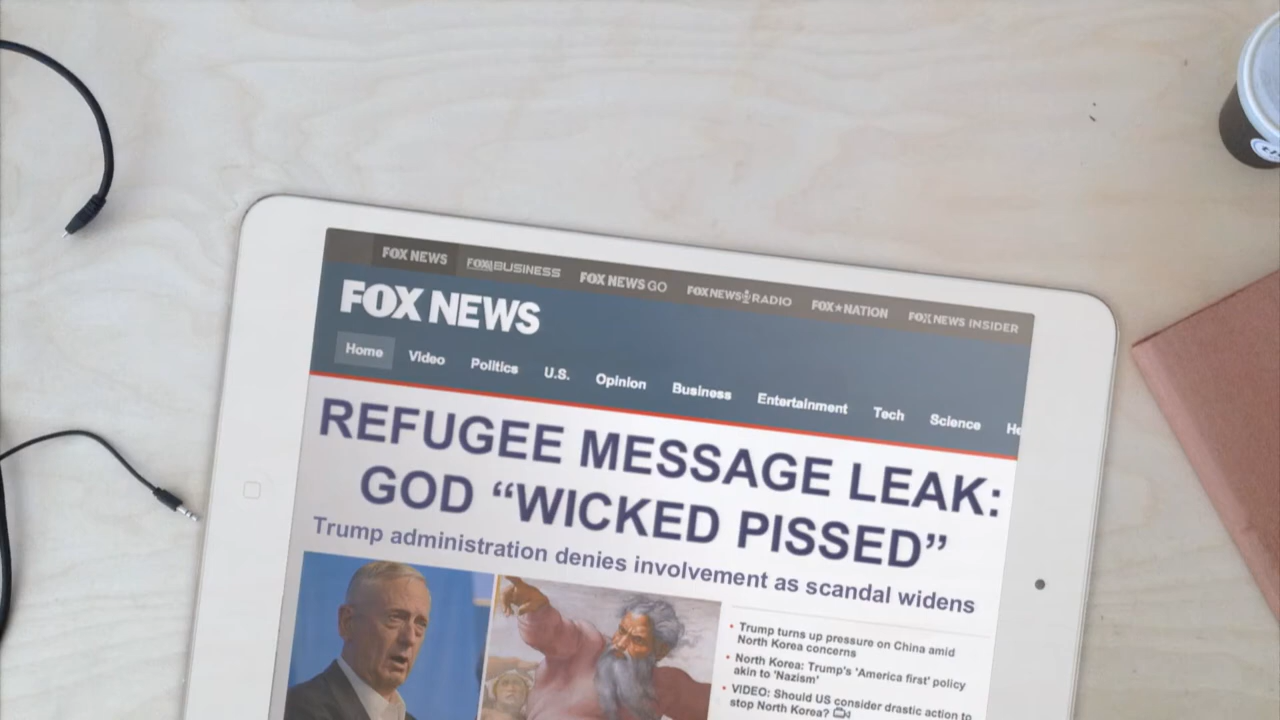 FOX NEWS
FOX BUSINESS
FOX NEWS GO
FOX NEWS RADIO
FOX★NATION
FOX NEWS INSIDER
FOX NEWS
Home Video Politics U.S. Opinion Business Entertainment Tech Science He
REFUGEE MESSAGE LEAK:
GOD “WICKED PISSED”
Trump administration denies involvement as scandal widens
• Trump turns up pressure on China amid
North Korea concerns
• North Korea: Trump's 'America first' policy
akin to 'Nazism'
• VIDEO: Should US consider drastic action to
stop North Korea?